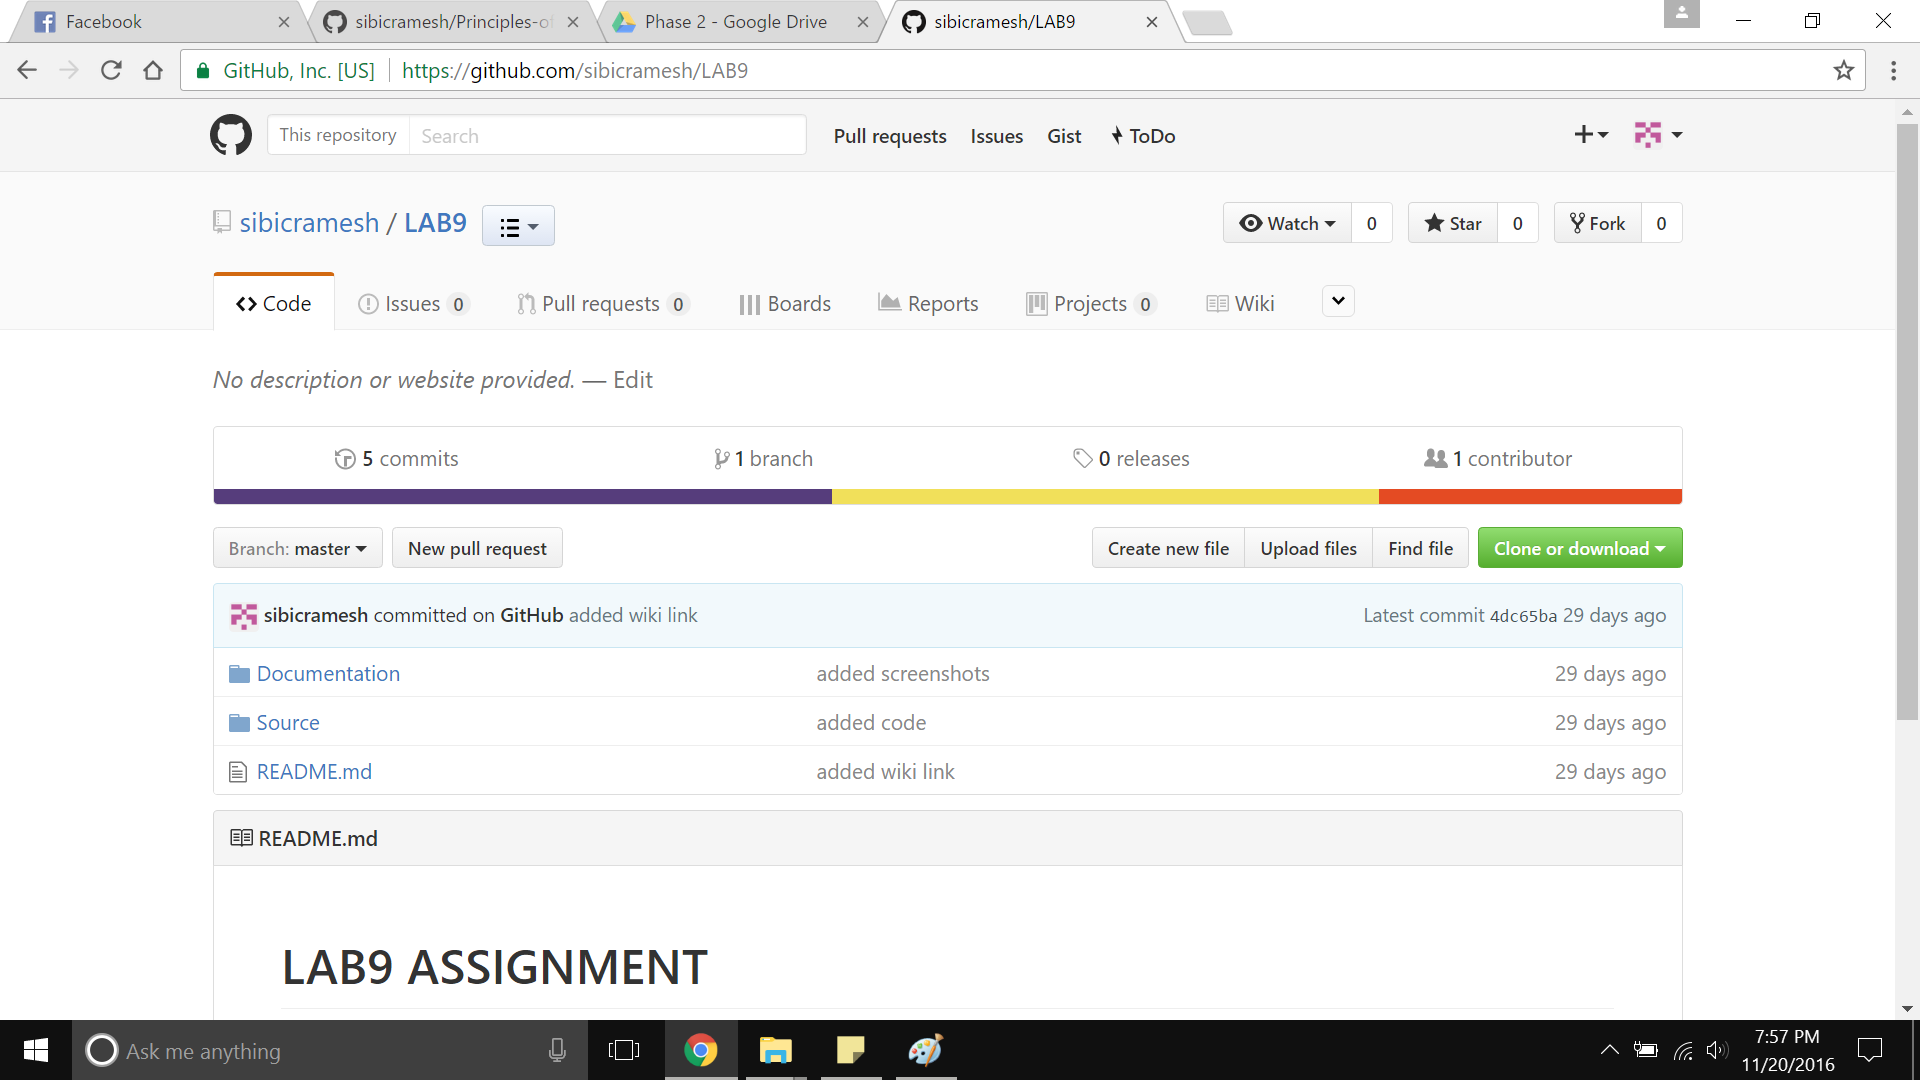 Facebook
sibicramesh/Principles-of
Phase 2 - Google Drive
sibicramesh/LAB9
GitHub, Inc. [US] https://github.com/sibicramesh/LAB9
This repository Search Pull requests Issues Gist ToDo
sibicramesh / LAB9
Watch 0 Star 0 Fork 0
Code Issues 0 Pull requests 0 Boards Reports Projects 0 Wiki
No description or website provided. — Edit
5 commits 1 branch 0 releases 1 contributor
Branch: master New pull request Create new file Upload files Find file Clone or download
sibicramesh committed on GitHub added wiki link Latest commit 4dc65ba 29 days ago
Documentation added screenshots 29 days ago
Source added code 29 days ago
README.md added wiki link 29 days ago
README.md
LAB9 ASSIGNMENT
Ask me anything
7:57 PM
11/20/2016